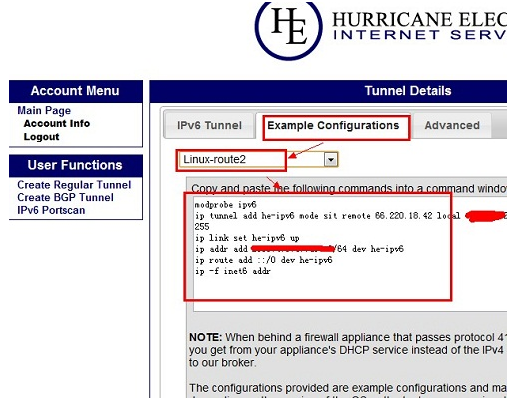 HURRICANE ELEC
INTERNET SERV
HE
Account Menu
Main Page
Account Info
Logout
User Functions
Create Regular Tunnel
Create BGP Tunnel
IPv6 Portscan
Tunnel Details
IPv6 Tunnel Example Configurations Advanced
Linux-route2
Copy and paste the following commands into a command window
modprobe ipv6
ip tunnel add he-ipv6 mode sit remote 66.220.18.42 local
255
ip link set he-ipv6 up
ip addr add /64 dev he-ipv6
ip route add ::/0 dev he-ipv6
ip -f inet6 addr
NOTE: When behind a firewall appliance that passes protocol 41
you get from your appliance's DHCP service instead of the IPv4
to our broker.
The configurations provided are example configurations and ma